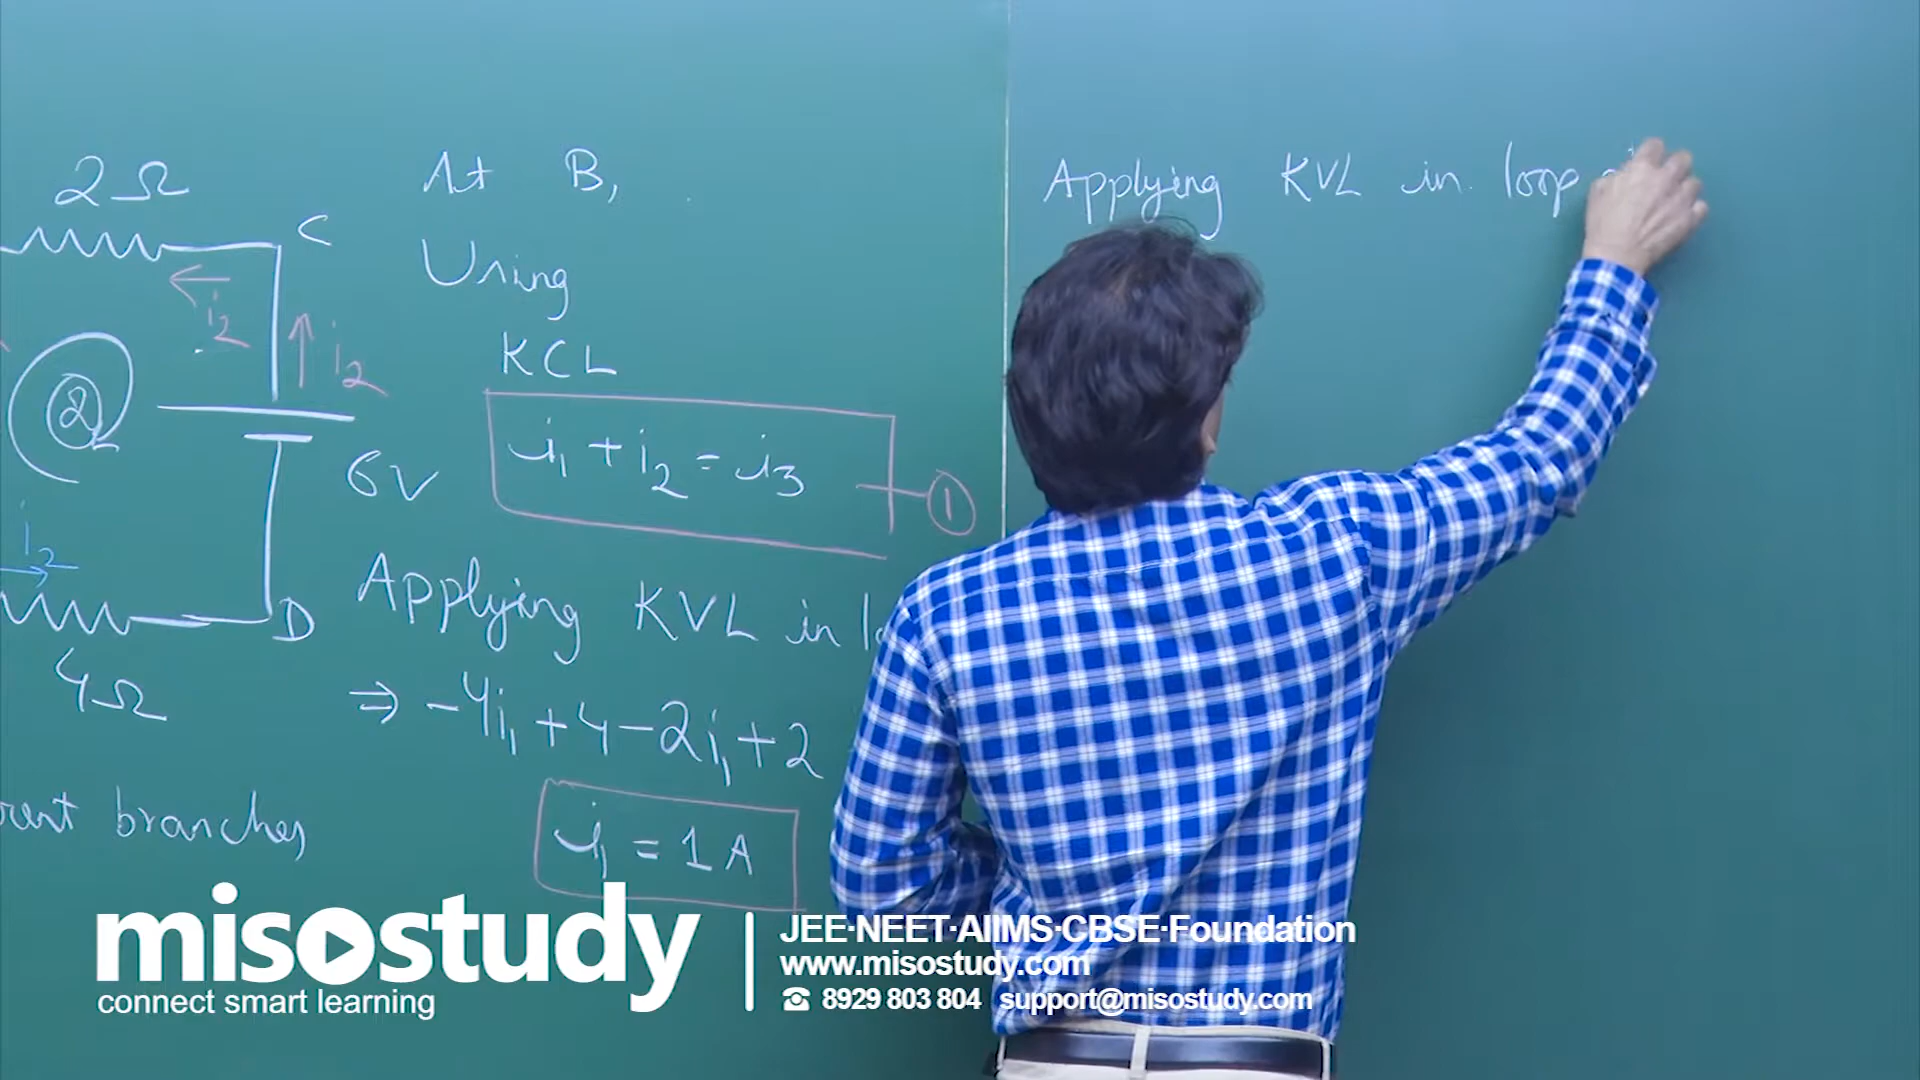 2Ω
C
i2
i2
2
6V
i2
D
4Ω
branches
At B,
Using
KCL
i1 + i2 = i3
1
Applying KVL in
⇒ -4i1 + 4 - 2i1 + 2
i1 = 1 A
Applying KVL in loop
misostudy
connect smart learning
JEE·NEET·AIIMS·CBSE·Foundation
www.misostudy.com
8929 803 804 support@misostudy.com